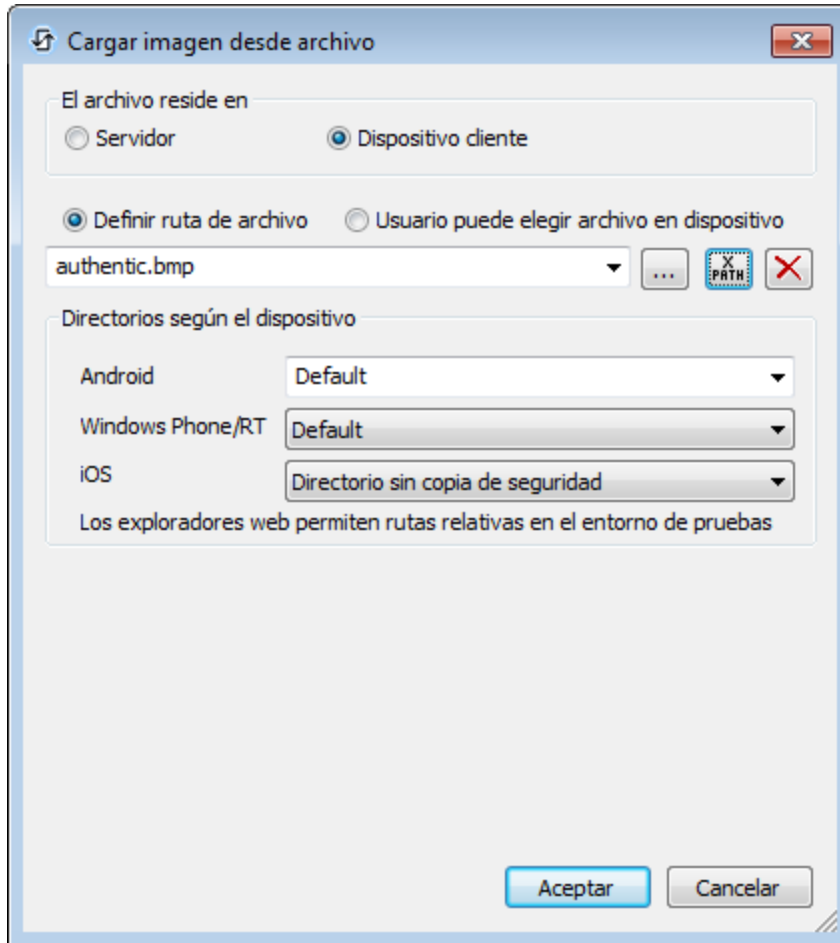 Cargar imagen desde archivo
El archivo reside en
Servidor Dispositivo cliente
Definir ruta de archivo Usuario puede elegir archivo en dispositivo
authentic.bmp ... X PATH
Directorios según el dispositivo
Android Default
Windows Phone/RT Default
iOS Directorio sin copia de seguridad
Los exploradores web permiten rutas relativas en el entorno de pruebas
Aceptar Cancelar